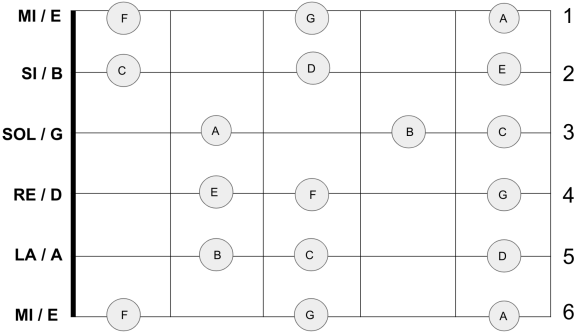 MI / E F G A 1
SI / B C D E 2
SOL / G A B C 3
RE / D E F G 4
LA / A B C D 5
MI / E F G A 6